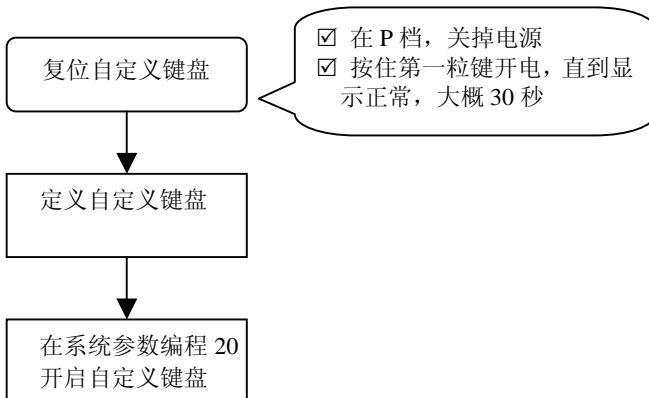 复位自定义键盘
☑ 在 P 档，关掉电源
☑ 按住第一粒键开电，直到显
示正常，大概 30 秒
定义自定义键盘
在系统参数编程 20
开启自定义键盘